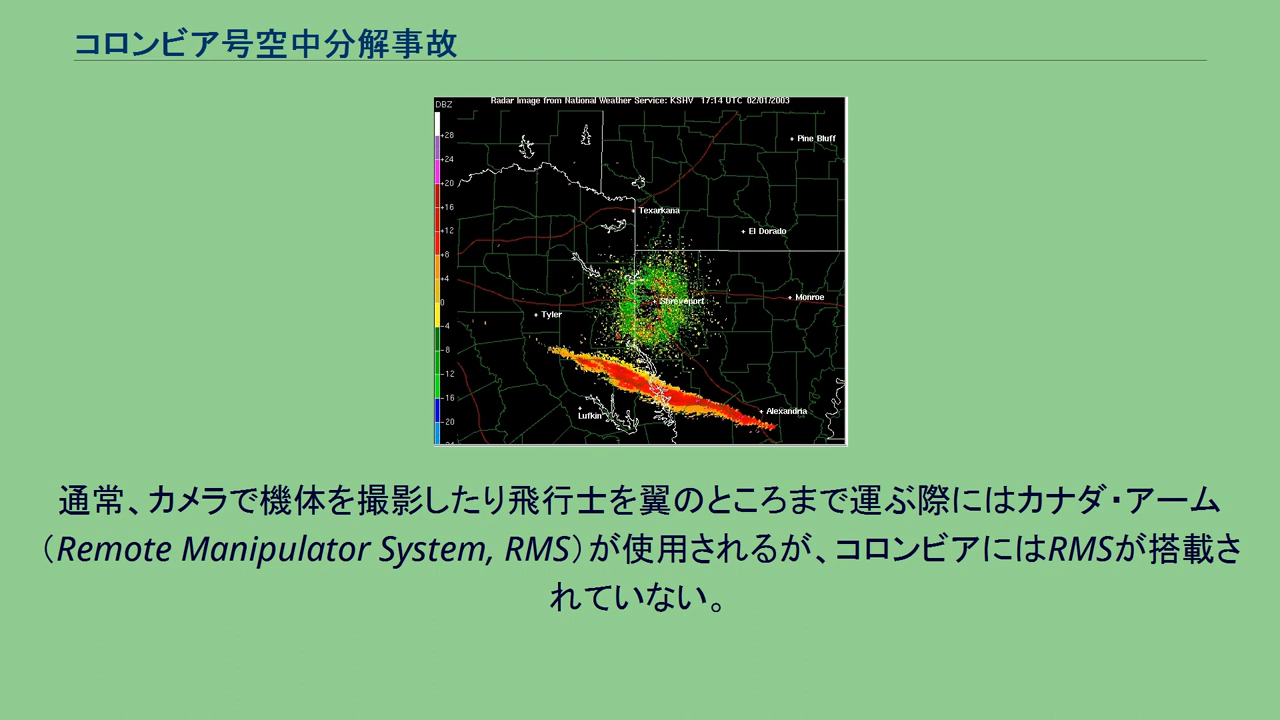 コロンビア号空中分解事故
DBZ
Radar Image from National Weather Service: KSHV 17:14 UTC 02/01/2003
+28
+24
+20
+16
+12
+8
+4
0
-4
-8
-12
-16
-20
Pine Bluff
Texarkana
El Dorado
Shreveport
Monroe
Tyler
Lufkin
Alexandria
通常、カメラで機体を撮影したり飛行士を翼のところまで運ぶ際にはカナダ・アーム
（Remote Manipulator System, RMS）が使用されるが、コロンビアにはRMSが搭載さ
れていない。